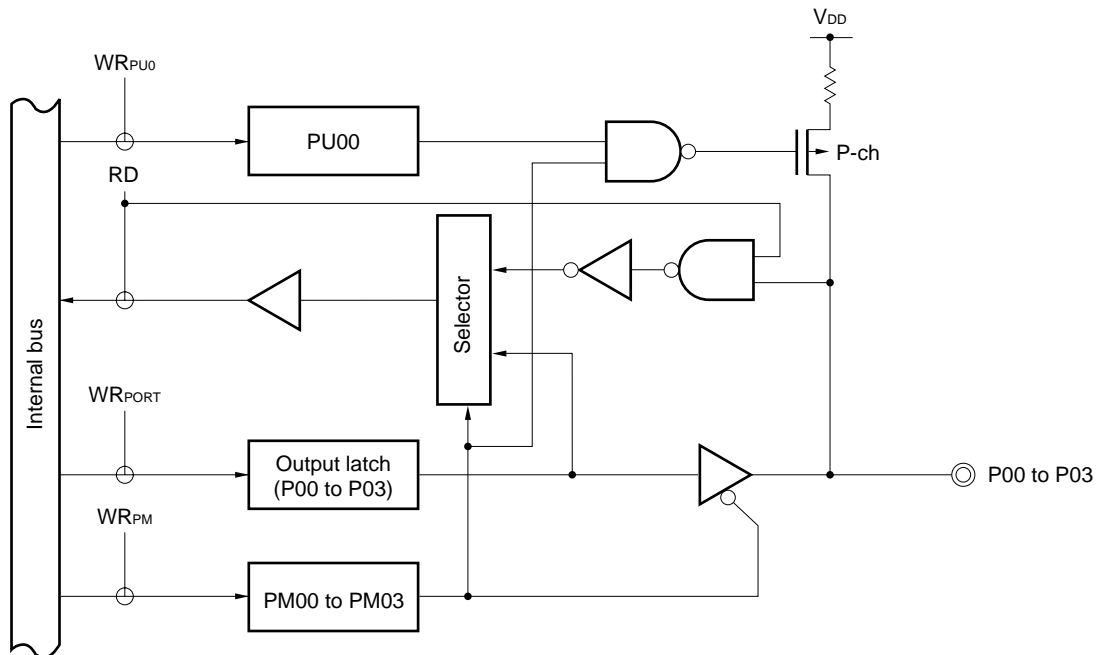 VDD
WRPU0
PU00
P-ch
RD
Selector
Internal bus
WRPORT
Output latch
(P00 to P03)
P00 to P03
WRPM
PM00 to PM03